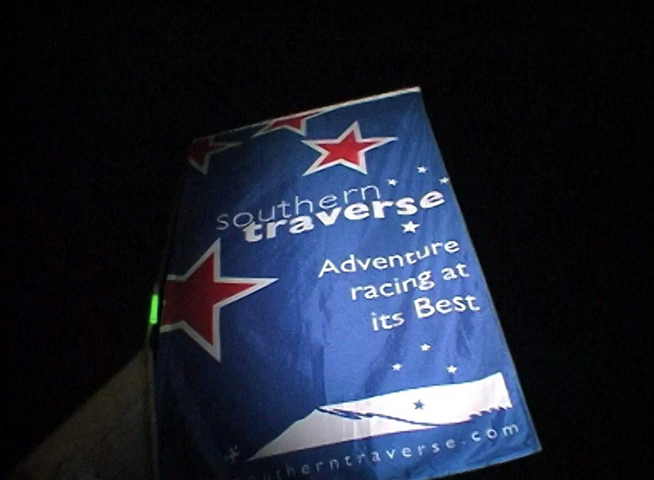 southern
traverse
Adventure
racing at
its Best
southerntraverse.com